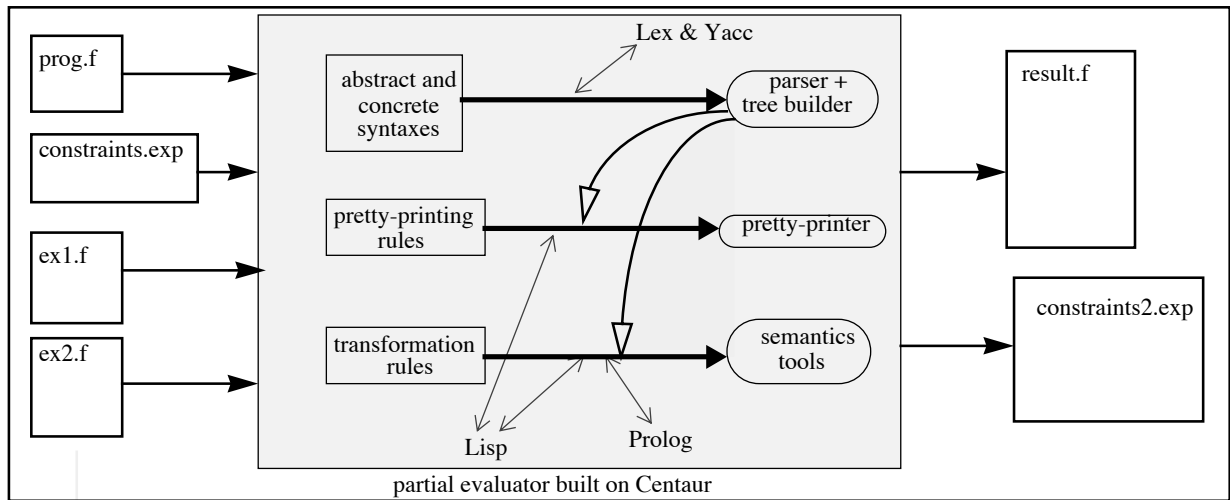 prog.f
constraints.exp
ex1.f
ex2.f
Lex & Yacc
abstract and
concrete
syntaxes
parser +
tree builder
pretty-printing
rules
pretty-printer
transformation
rules
semantics
tools
Lisp
Prolog
result.f
constraints2.exp
partial evaluator built on Centaur